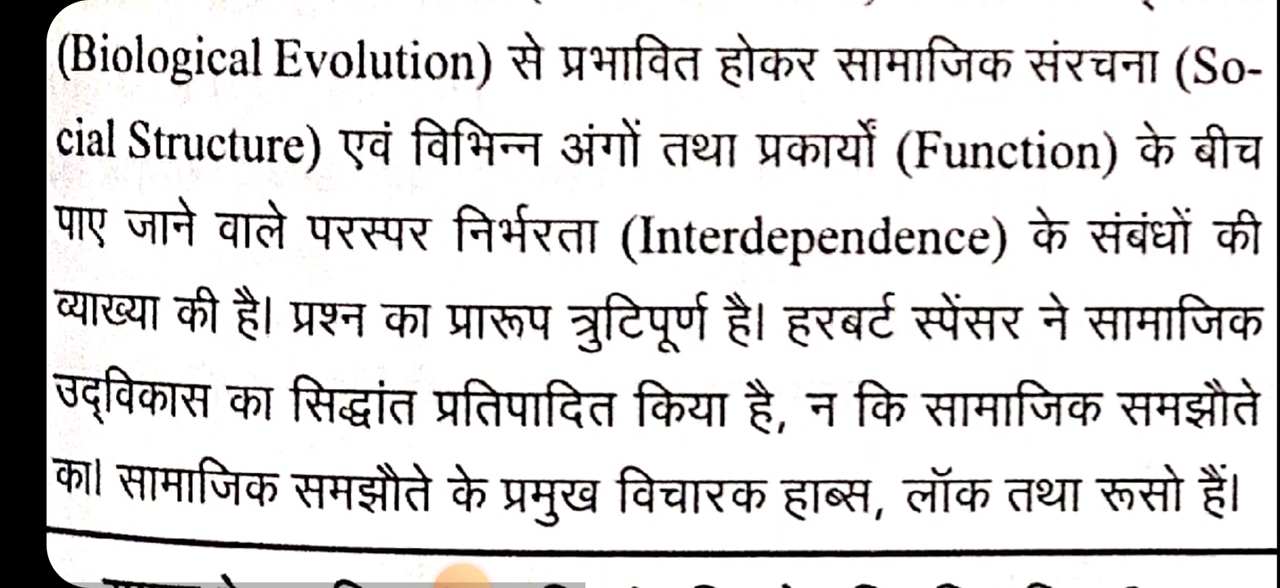 (Biological Evolution) से प्रभावित होकर सामाजिक संरचना (So-
cial Structure) एवं विभिन्न अंगों तथा प्रकार्यों (Function) के बीच
पाए जाने वाले परस्पर निर्भरता (Interdependence) के संबंधों की
व्याख्या की है। प्रश्न का प्रारूप त्रुटिपूर्ण है। हरबर्ट स्पेंसर ने सामाजिक
उद्विकास का सिद्धांत प्रतिपादित किया है, न कि सामाजिक समझौते
का। सामाजिक समझौते के प्रमुख विचारक हाब्स, लॉक तथा रूसो हैं।